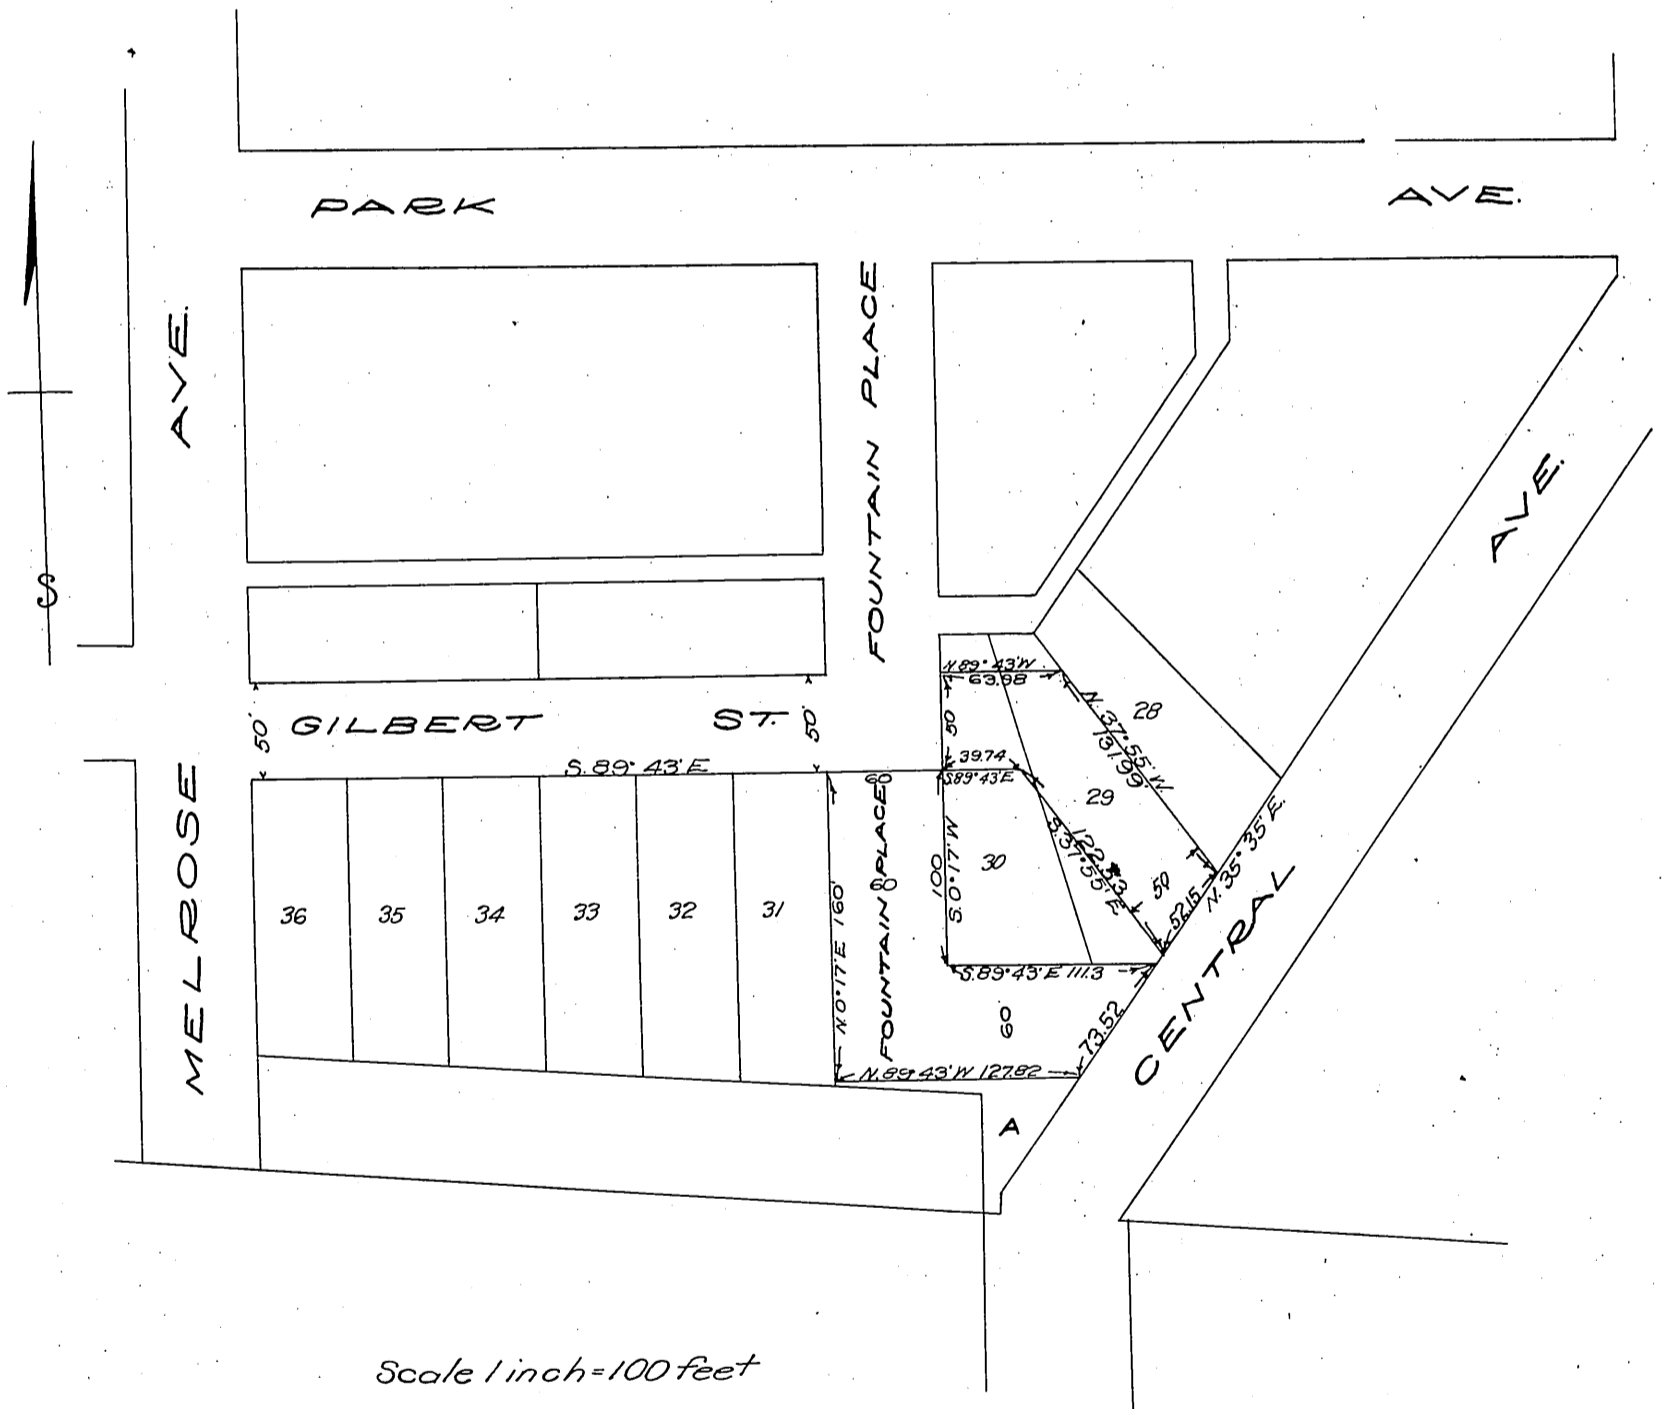 PARK AVE.
AVE.
FOUNTAIN PLACE
AVE.
S
N.89°43'W
63.98
28
N.37°55'W.
131.99'
50'
GILBERT ST.
50'
50
39.74
S.89°43'E
S.89°43'E
60
29
N.35°35'E.
MELROSE
36
35
34
33
32
31
N.0°17'E 160'
FOUNTAIN PLACE
60
100
S.0°17'W
30
122.33
S.37°55'E.
50
52.15
S.89°43'E 111.3
60
73.52
CENTRAL
N.89°43'W 127.82
A
Scale 1 inch=100 feet